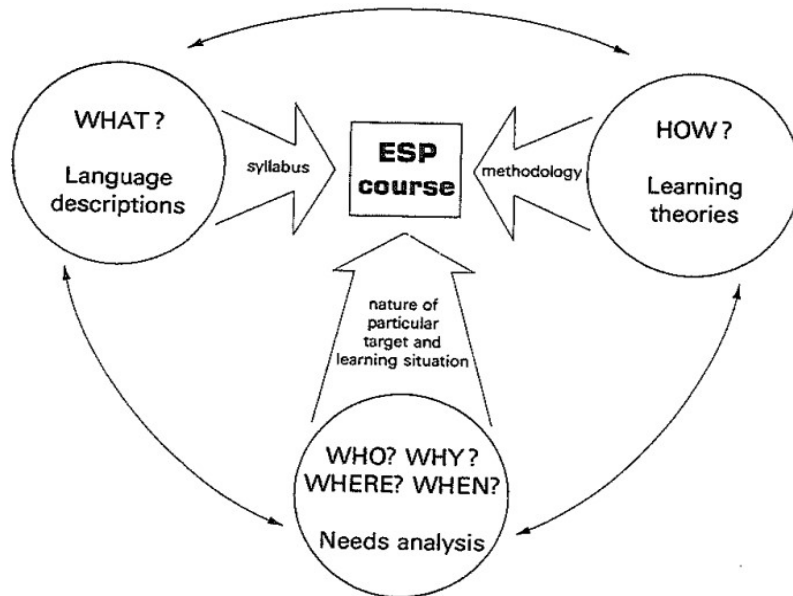 WHAT?
Language
descriptions
syllabus
ESP
course
methodology
HOW?
Learning
theories
nature of
particular
target and
learning situation
WHO? WHY?
WHERE? WHEN?
Needs analysis